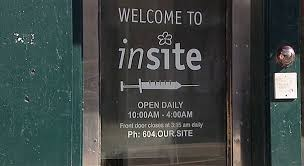 WELCOME TO
insite
OPEN DAILY
10:00AM - 4:00AM
Front door closes at 3:35 am daily
Ph: 604.OUR.SITE